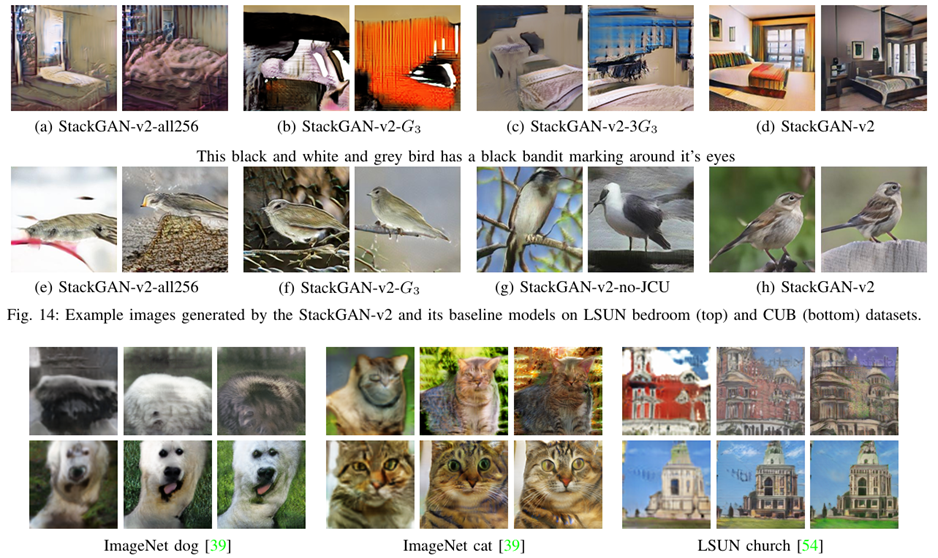 (a) StackGAN-v2-all256
(b) StackGAN-v2-G₃
(c) StackGAN-v2-3G₃
(d) StackGAN-v2
This black and white and grey bird has a black bandit marking around it's eyes
(e) StackGAN-v2-all256
(f) StackGAN-v2-G₃
(g) StackGAN-v2-no-JCU
(h) StackGAN-v2
Fig. 14: Example images generated by the StackGAN-v2 and its baseline models on LSUN bedroom (top) and CUB (bottom) datasets.
ImageNet dog [39]
ImageNet cat [39]
LSUN church [54]